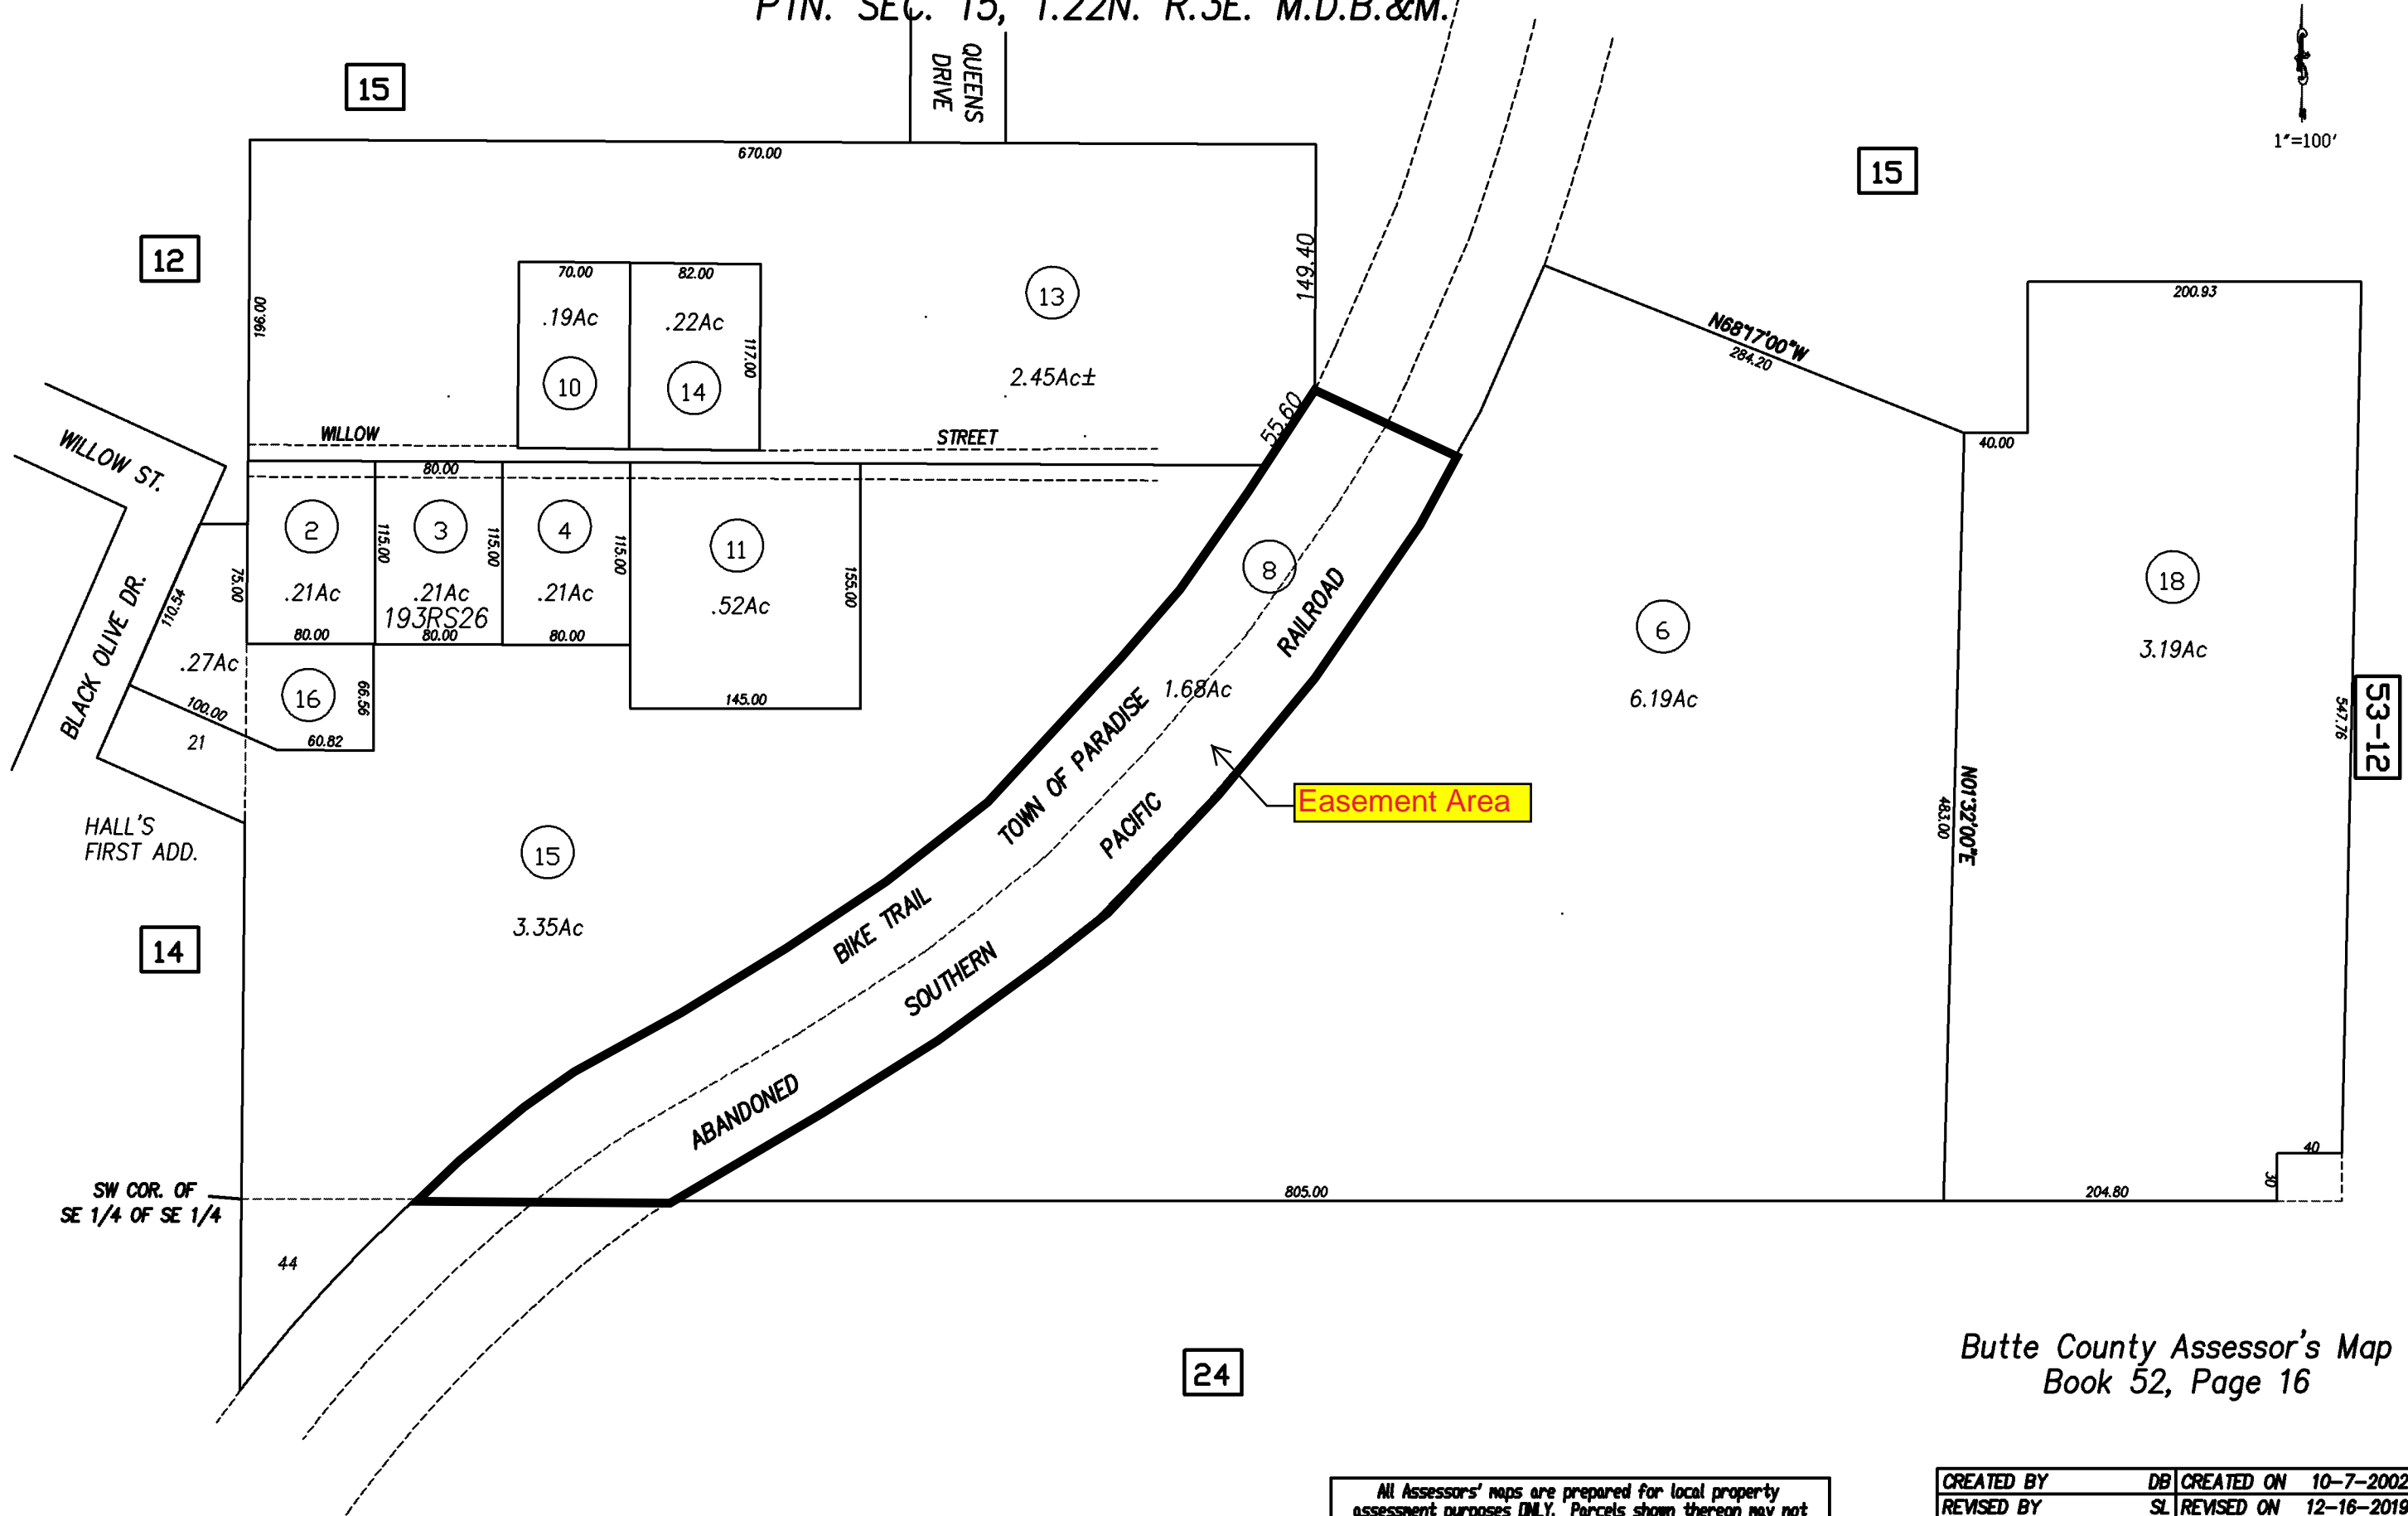 PTN. SEC. 15, T.22N. R.3E. M.D.B.&M.
QUEENS
DRIVE
15
1"=100'
15
670.00
12
149.40
196.00
70.00
82.00
.19Ac
.22Ac
117.00
10
14
13
2.45Ac±
N68°17'00"W
284.20
200.93
40.00
WILLOW ST.
WILLOW
STREET
55.60
80.00
2
3
4
11
8
115.00
115.00
115.00
155.00
75.00
110.54
BLACK OLIVE DR.
.21Ac
.21Ac
.21Ac
.52Ac
193RS26
80.00
80.00
80.00
.27Ac
16
66.56
100.00
60.82
21
145.00
RAILROAD
1.68Ac
TOWN OF PARADISE
6
6.19Ac
18
3.19Ac
53-12
547.76
N01°32'00"E
483.00
Easement Area
PACIFIC
HALL'S
FIRST ADD.
15
3.35Ac
14
BIKE TRAIL
SOUTHERN
ABANDONED
SW COR. OF
SE 1/4 OF SE 1/4
805.00
204.80
40
30
44
24
Butte County Assessor's Map
Book 52, Page 16
All Assessors' maps are prepared for local property
assessment purposes ONLY. Parcels shown thereon may not
CREATED BY DB CREATED ON 10-7-2002
REVISED BY SL REVISED ON 12-16-2019